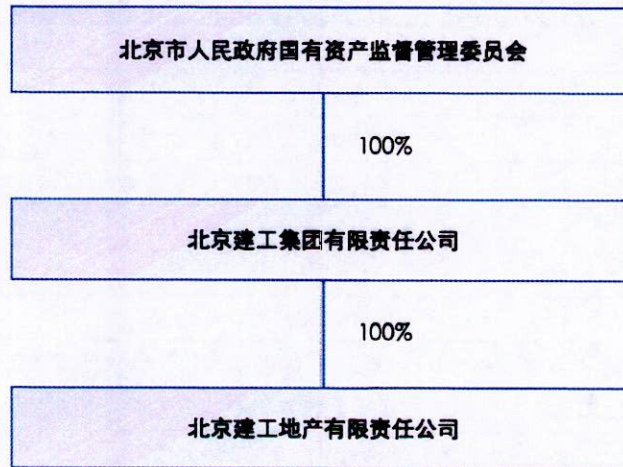 北京市人民政府国有资产监督管理委员会
100%
北京建工集团有限责任公司
100%
北京建工地产有限责任公司